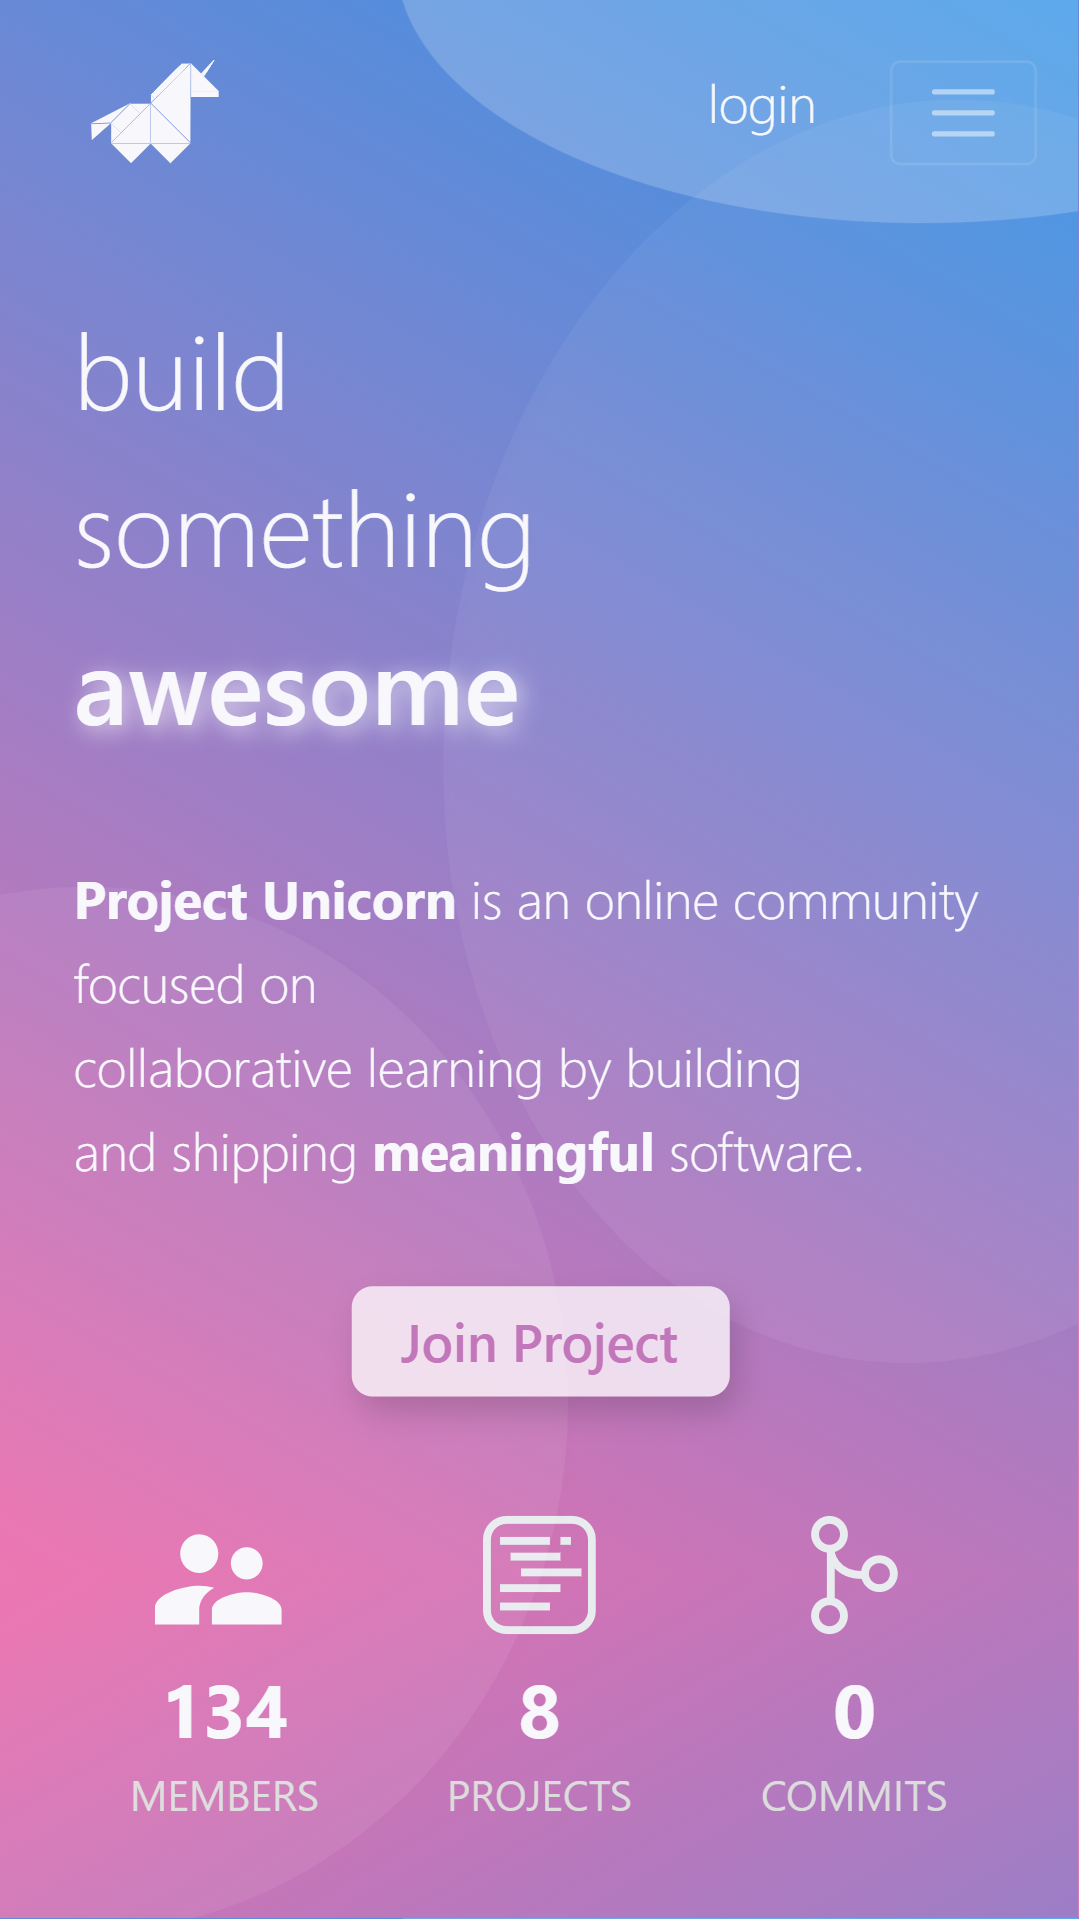 login
build
something
awesome
Project Unicorn is an online community
focused on
collaborative learning by building
and shipping meaningful software.
Join Project
134 8 0
MEMBERS PROJECTS COMMITS